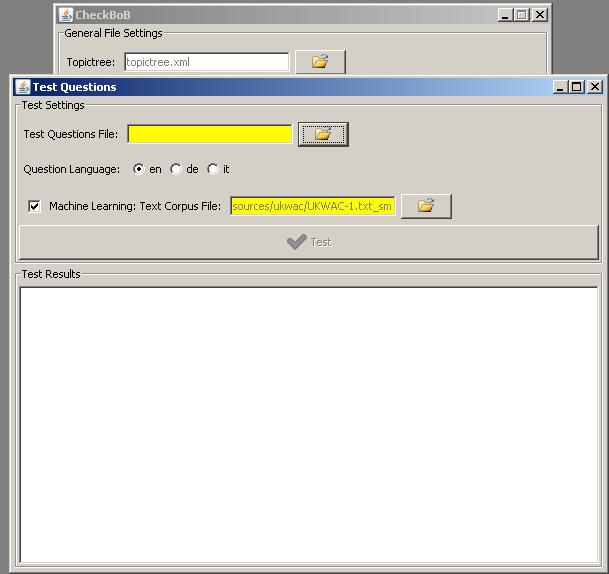 CheckBoB
General File Settings
Topictree: topictree.xml
Test Questions
Test Settings
Test Questions File:
Question Language: en de it
Machine Learning: Text Corpus File: sources/ukwac/UKWAC-1.txt_sm
Test
Test Results